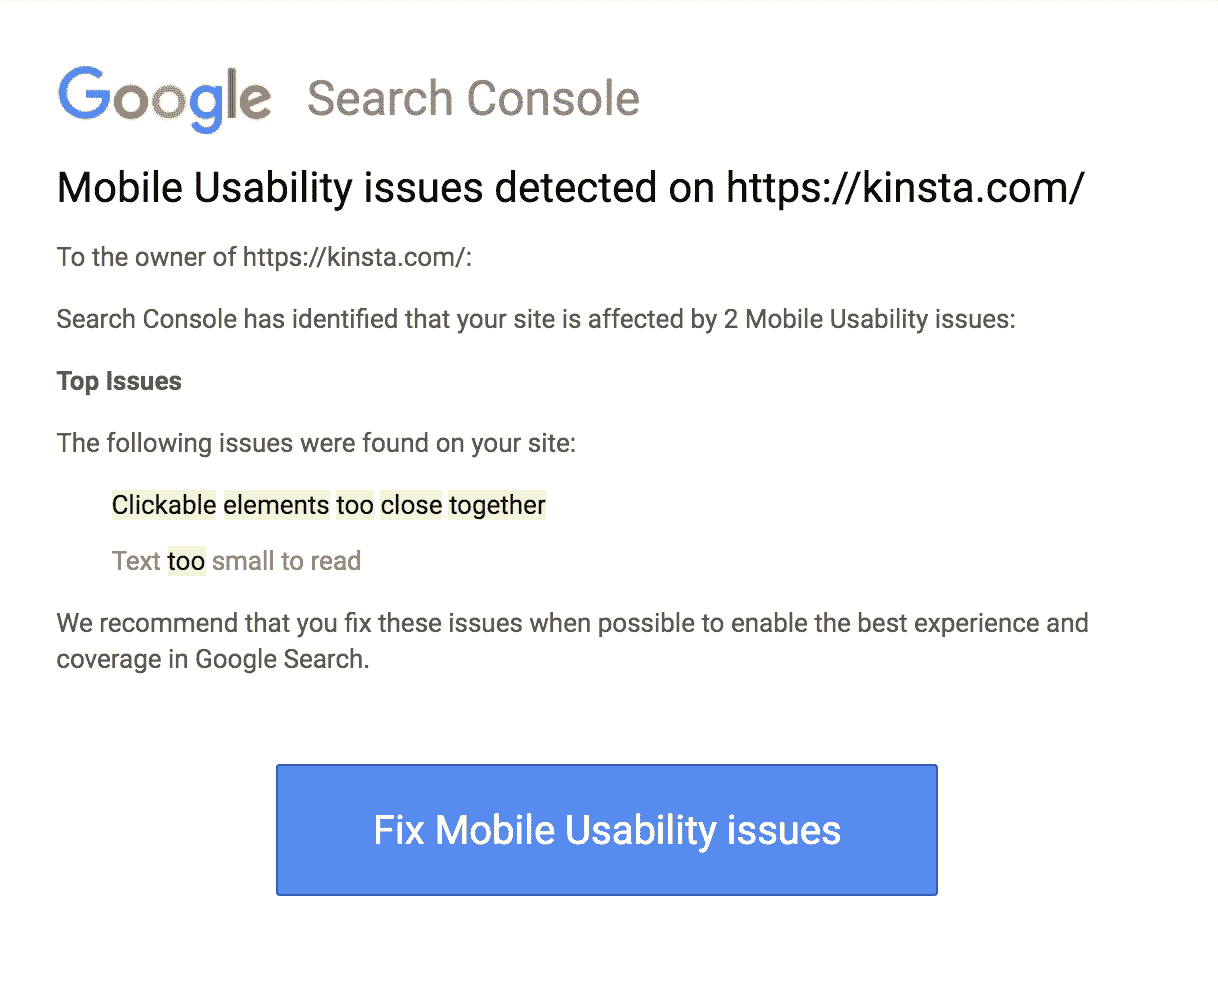 Google Search Console
Mobile Usability issues detected on https://kinsta.com/
To the owner of https://kinsta.com/:
Search Console has identified that your site is affected by 2 Mobile Usability issues:
Top Issues
The following issues were found on your site:
Clickable elements too close together
Text too small to read
We recommend that you fix these issues when possible to enable the best experience and
coverage in Google Search.
Fix Mobile Usability issues